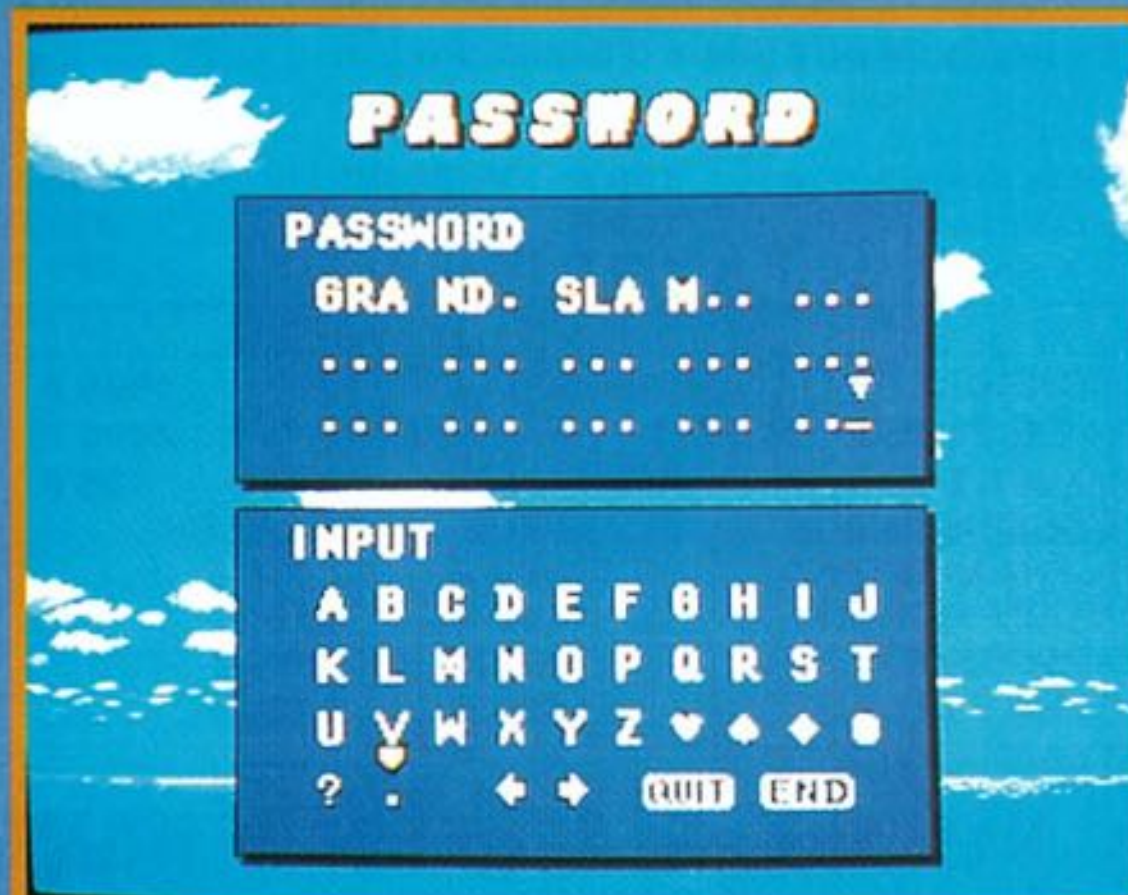 PASSWORD
PASSWORD
GRA ND. SLA M.. ...
... ... ... ... ...
... ... ... ... .._
INPUT
A B C D E F G H I J
K L M N O P Q R S T
U V W X Y Z ♥ ♠ ♦ ●
? . ← → QUIT END